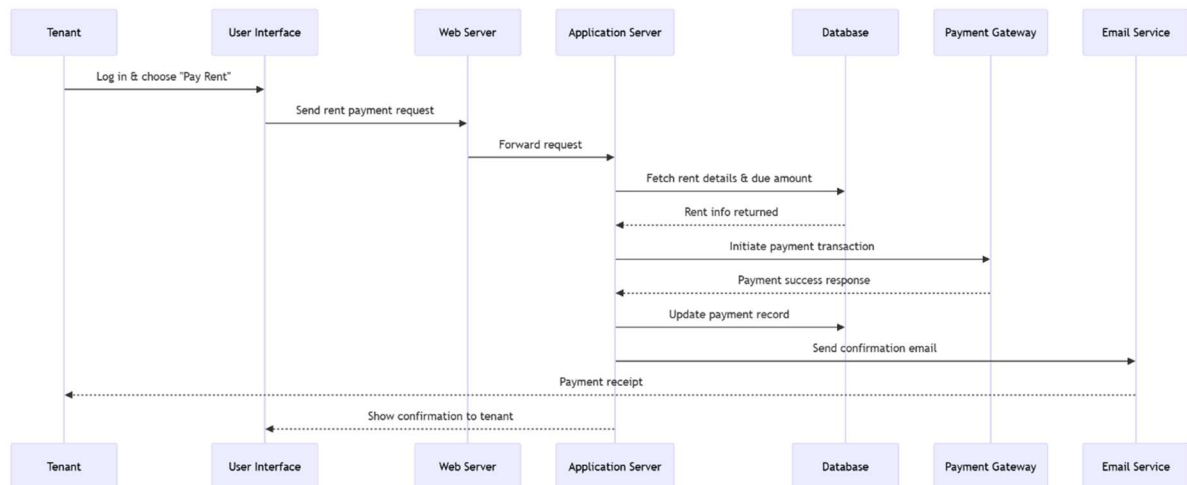 Tenant
User Interface
Web Server
Application Server
Database
Payment Gateway
Email Service
Log in & choose "Pay Rent"
Send rent payment request
Forward request
Fetch rent details & due amount
Rent info returned
Initiate payment transaction
Payment success response
Update payment record
Send confirmation email
Payment receipt
Show confirmation to tenant
Tenant
User Interface
Web Server
Application Server
Database
Payment Gateway
Email Service